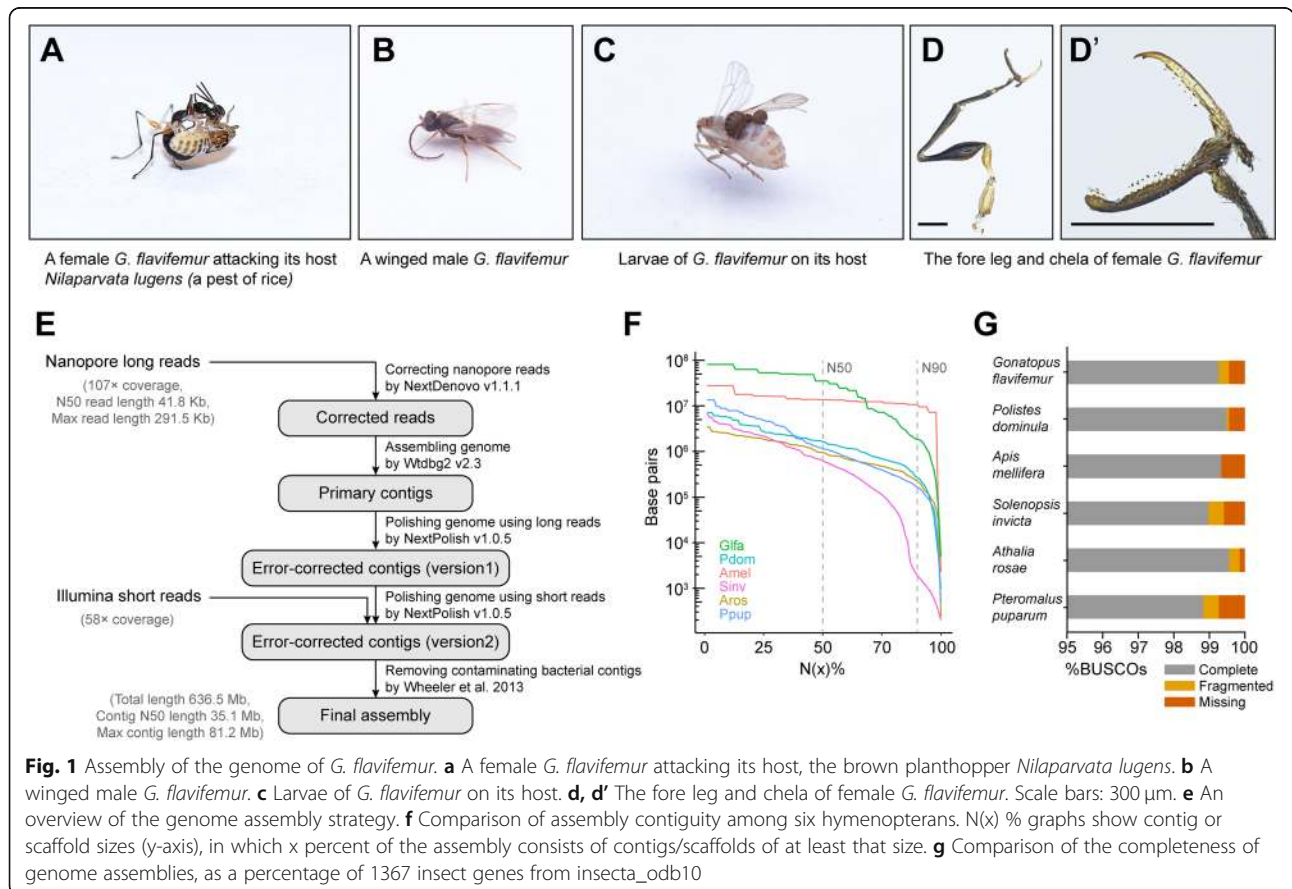 A
B
C
D
D'
A female G. flavifemur attacking its host
Nilaparvata lugens (a pest of rice)
A winged male G. flavifemur
Larvae of G. flavifemur on its host
The fore leg and chela of female G. flavifemur
E
Nanopore long reads
(107× coverage,
N50 read length 41.8 Kb,
Max read length 291.5 Kb)
Correcting nanopore reads
by NextDenovo v1.1.1
Corrected reads
Assembling genome
by Wtdbg2 v2.3
Primary contigs
Polishing genome using long reads
by NextPolish v1.0.5
Error-corrected contigs (version1)
Illumina short reads
(58× coverage)
Polishing genome using short reads
by NextPolish v1.0.5
Error-corrected contigs (version2)
Removing contaminating bacterial contigs
by Wheeler et al. 2013
(Total length 636.5 Mb,
Contig N50 length 35.1 Mb,
Max contig length 81.2 Mb)
Final assembly
F
Base pairs
10⁸
10⁷
10⁶
10⁵
10⁴
10³
N50
N90
Glfa
Pdom
Amel
Sinv
Aros
Ppup
0 25 50 70 100
N(x)%
G
Gonatopus
flavifemur
Polistes
dominula
Apis
mellifera
Solenopsis
invicta
Athalia
rosae
Pteromalus
puparum
95 96 97 98 99 100
%BUSCOs
Complete
Fragmented
Missing
Fig. 1 Assembly of the genome of G. flavifemur. a A female G. flavifemur attacking its host, the brown planthopper Nilaparvata lugens. b A
winged male G. flavifemur. c Larvae of G. flavifemur on its host. d, d' The fore leg and chela of female G. flavifemur. Scale bars: 300 μm. e An
overview of the genome assembly strategy. f Comparison of assembly contiguity among six hymenopterans. N(x) % graphs show contig or
scaffold sizes (y-axis), in which x percent of the assembly consists of contigs/scaffolds of at least that size. g Comparison of the completeness of
genome assemblies, as a percentage of 1367 insect genes from insecta_odb10